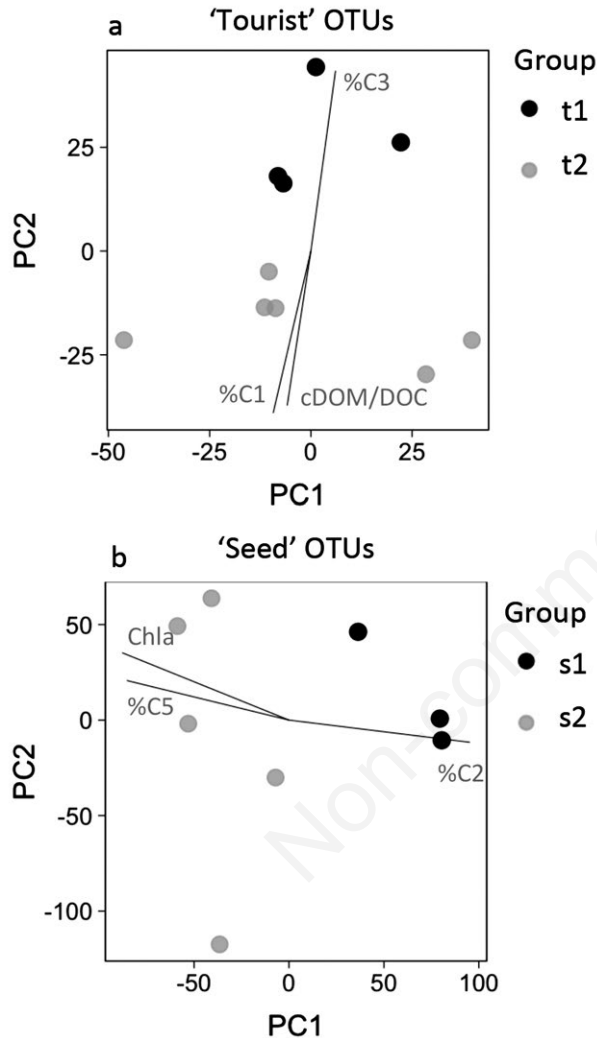 a 'Tourist' OTUs
Group
t1
t2
%C3
25
0
-25
%C1
cDOM/DOC
-50
-25
0
25
PC2
PC1
b 'Seed' OTUs
Group
s1
s2
50
0
-50
-100
Chla
%C5
%C2
-50
0
50
100
PC2
PC1